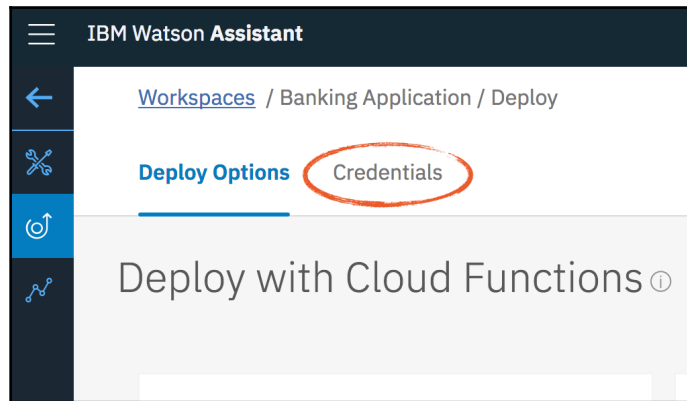 IBM Watson Assistant
Workspaces / Banking Application / Deploy
Deploy Options Credentials
Deploy with Cloud Functions